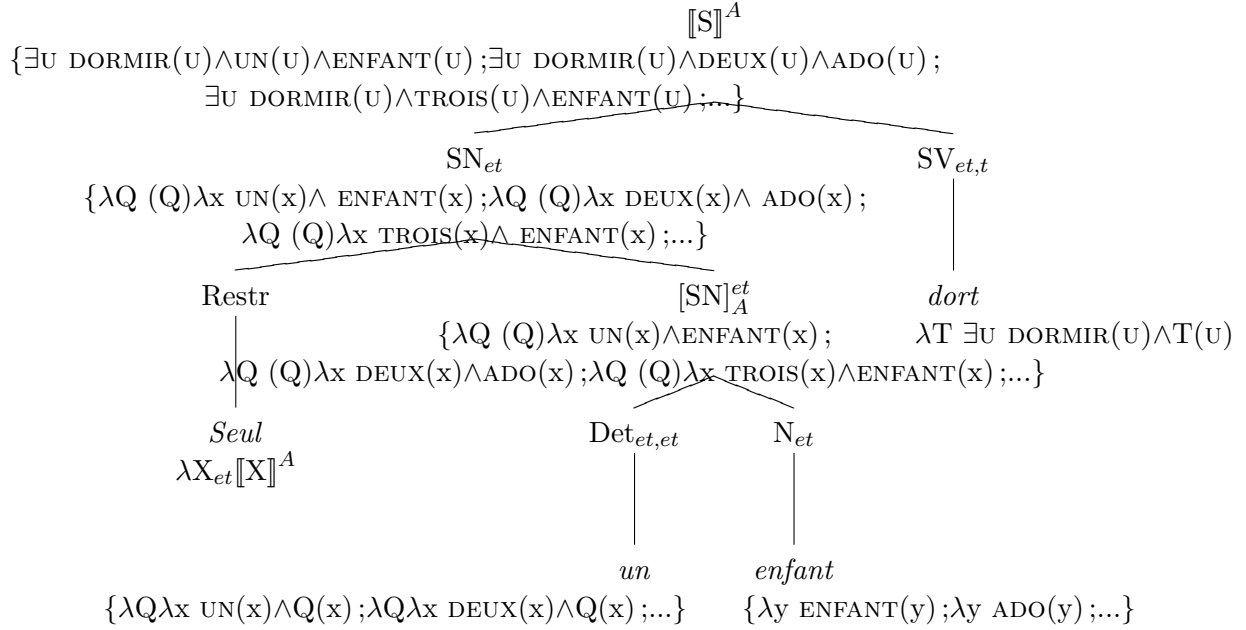 ⟦S⟧^A
{∃U DORMIR(U)∧UN(U)∧ENFANT(U) ;∃U DORMIR(U)∧DEUX(U)∧ADO(U) ;
∃U DORMIR(U)∧TROIS(U)∧ENFANT(U) ;...}
SN_et SV_et,t
{λQ (Q)λx UN(x)∧ ENFANT(x) ;λQ (Q)λx DEUX(x)∧ ADO(x) ;
λQ (Q)λx TROIS(x)∧ ENFANT(x) ;...}
Restr [SN]_A^et dort
{λQ (Q)λx UN(x)∧ENFANT(x) ; λT ∃U DORMIR(U)∧T(U)
λQ (Q)λx DEUX(x)∧ADO(x) ;λQ (Q)λx TROIS(x)∧ENFANT(x) ;...}
Seul Det_et,et N_et
λX_et⟦X⟧^A
un enfant
{λQλx UN(x)∧Q(x) ;λQλx DEUX(x)∧Q(x) ;...} {λy ENFANT(y) ;λy ADO(y) ;...}